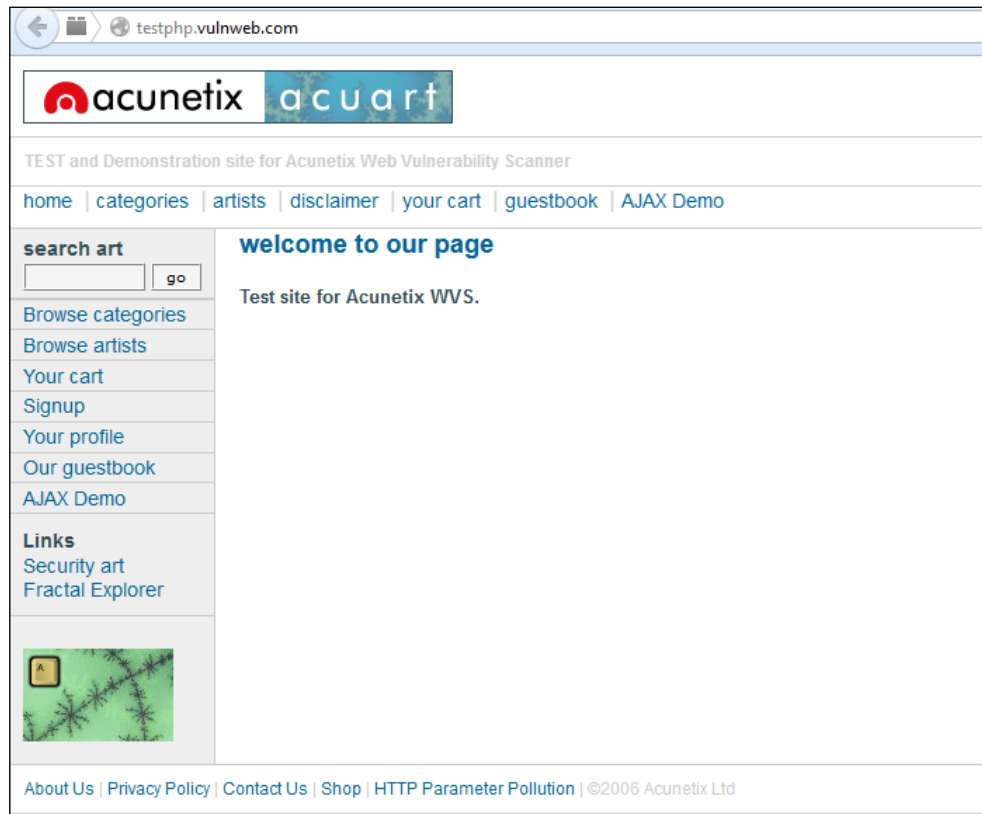 testphp.vulnweb.com
acunetix acuart
TEST and Demonstration site for Acunetix Web Vulnerability Scanner
home | categories | artists | disclaimer | your cart | guestbook | AJAX Demo
search art
go
Browse categories
Browse artists
Your cart
Signup
Your profile
Our guestbook
AJAX Demo
Links
Security art
Fractal Explorer
A
welcome to our page
Test site for Acunetix WVS.
About Us | Privacy Policy | Contact Us | Shop | HTTP Parameter Pollution | ©2006 Acunetix Ltd